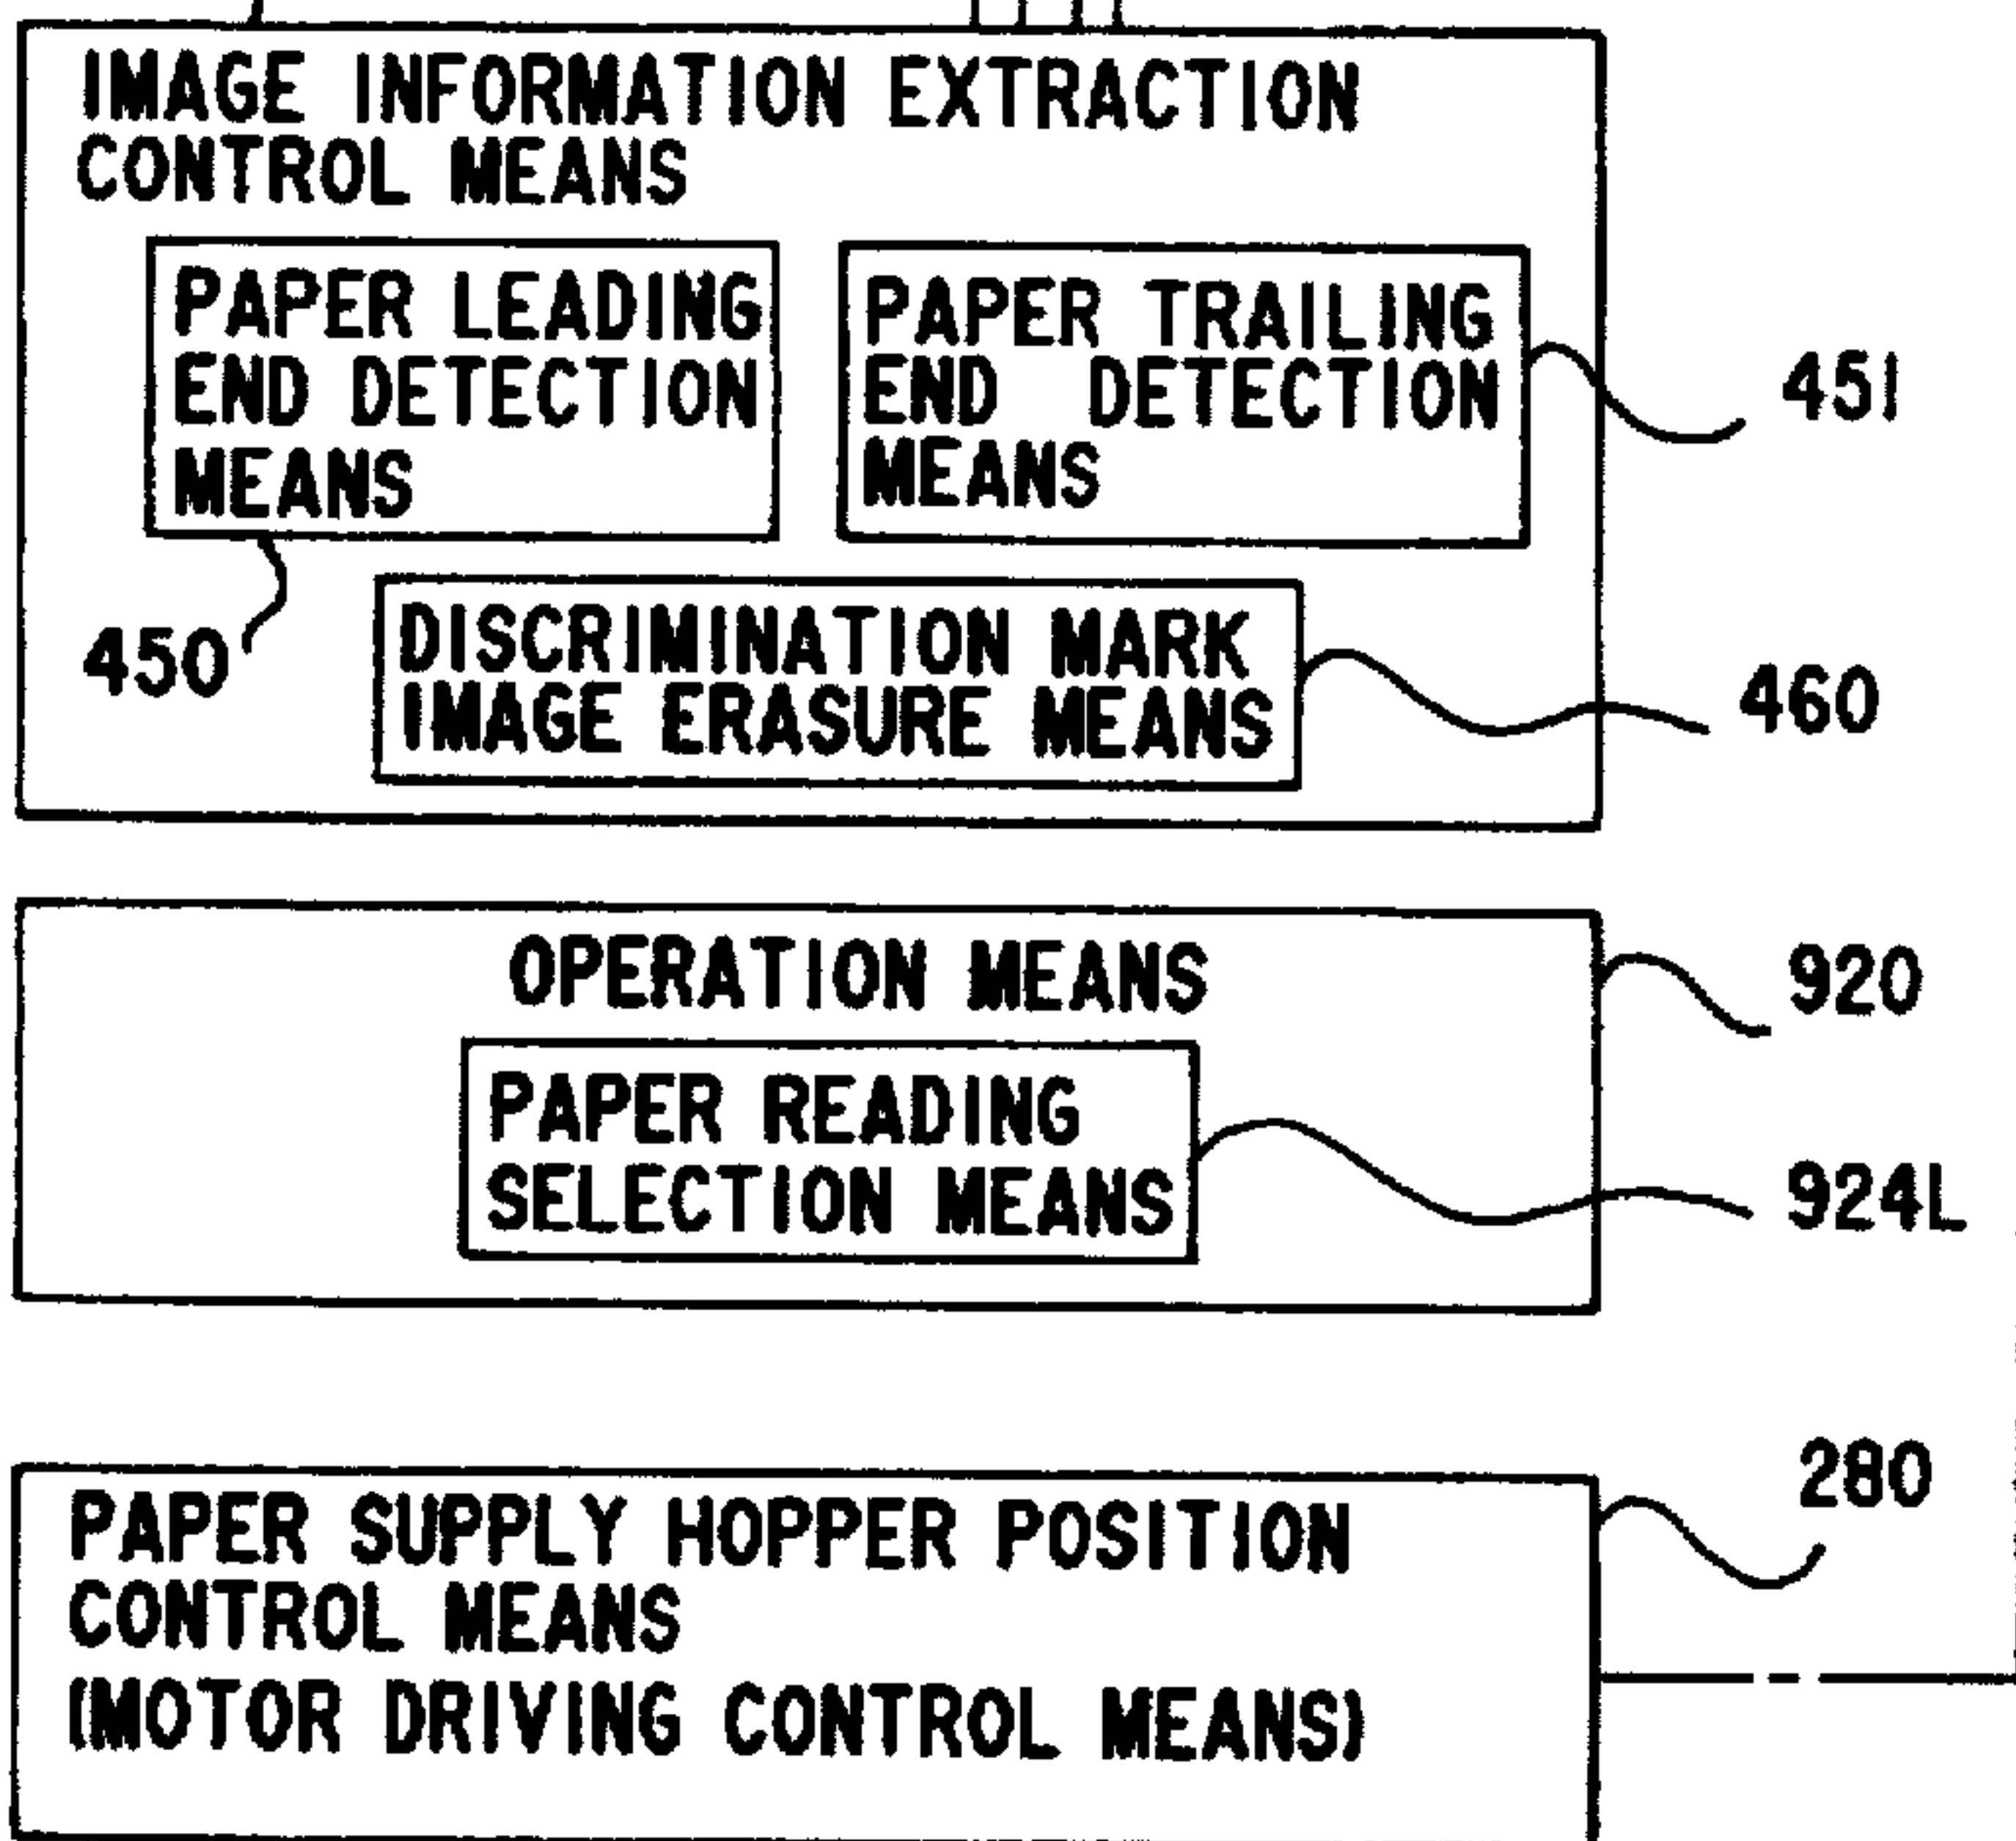 IMAGE INFORMATION EXTRACTION
CONTROL MEANS
PAPER LEADING
END DETECTION
MEANS
450
PAPER TRAILING
END DETECTION
MEANS
451
DISCRIMINATION MARK
IMAGE ERASURE MEANS
460
OPERATION MEANS
920
PAPER READING
SELECTION MEANS
924L
280
PAPER SUPPLY HOPPER POSITION
CONTROL MEANS
(MOTOR DRIVING CONTROL MEANS)